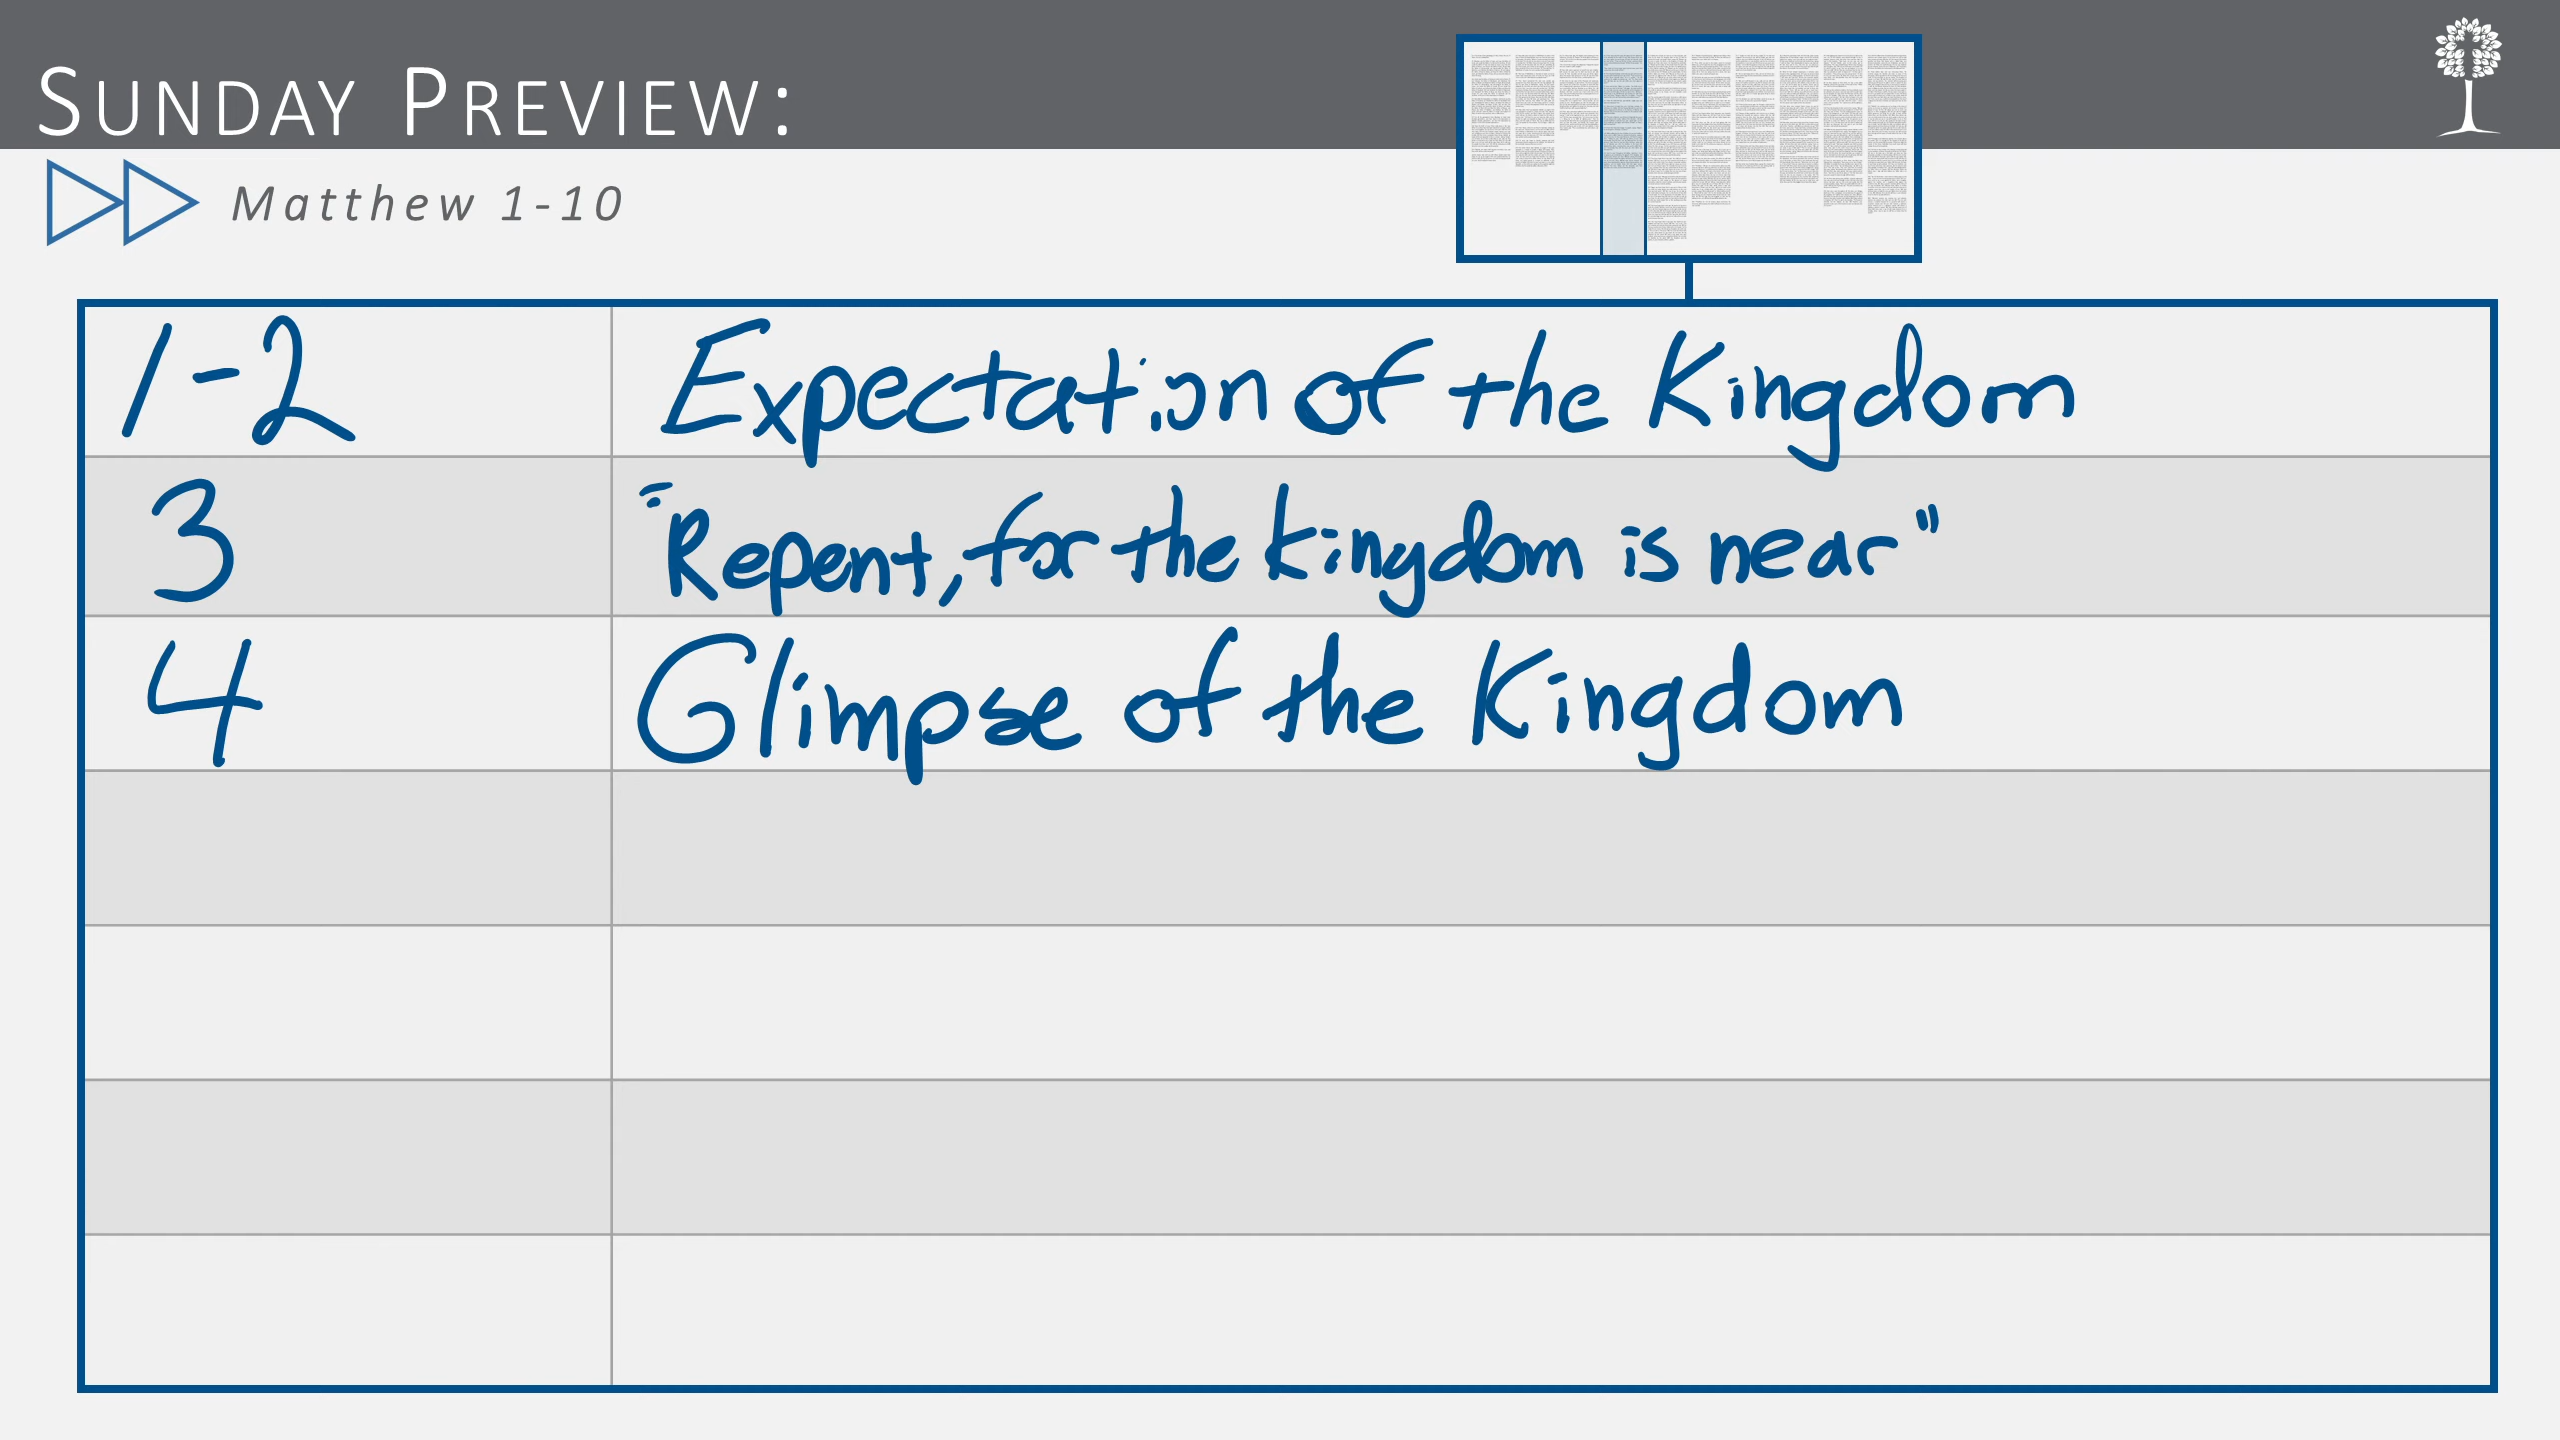 SUNDAY PREVIEW:
Matthew 1-10
1-2 Expectation of the Kingdom
3 "Repent, for the kingdom is near"
4 Glimpse of the Kingdom